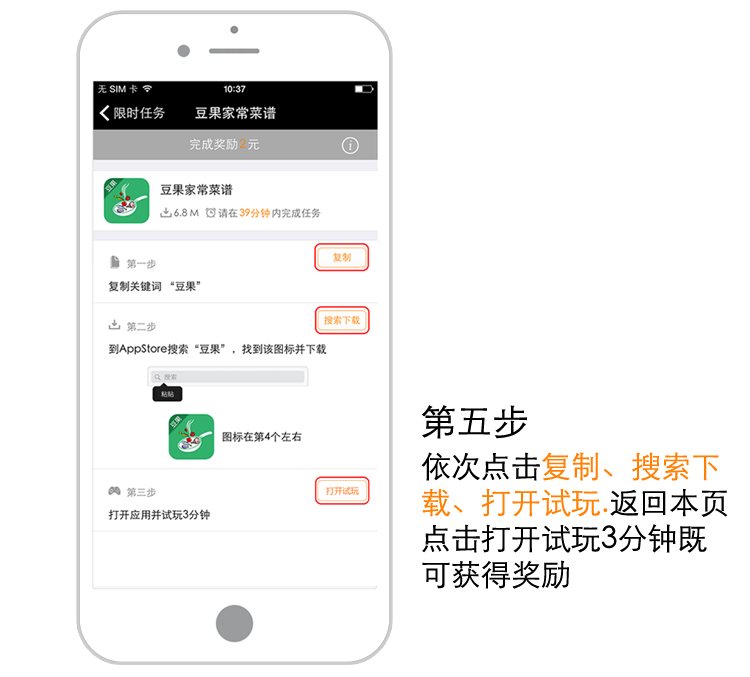 无 SIM 卡
10:37
限时任务
豆果家常菜谱
完成奖励2元
豆果
豆果家常菜谱
6.8 M 请在39分钟内完成任务
第一步
复制
复制关键词 “豆果”
第二步
搜索下载
到AppStore搜索“豆果”，找到该图标并下载
搜索
粘贴
豆果
图标在第4个左右
第三步
打开试玩
打开应用并试玩3分钟
第五步
依次点击复制、搜索下
载、打开试玩.返回本页
点击打开试玩3分钟既
可获得奖励